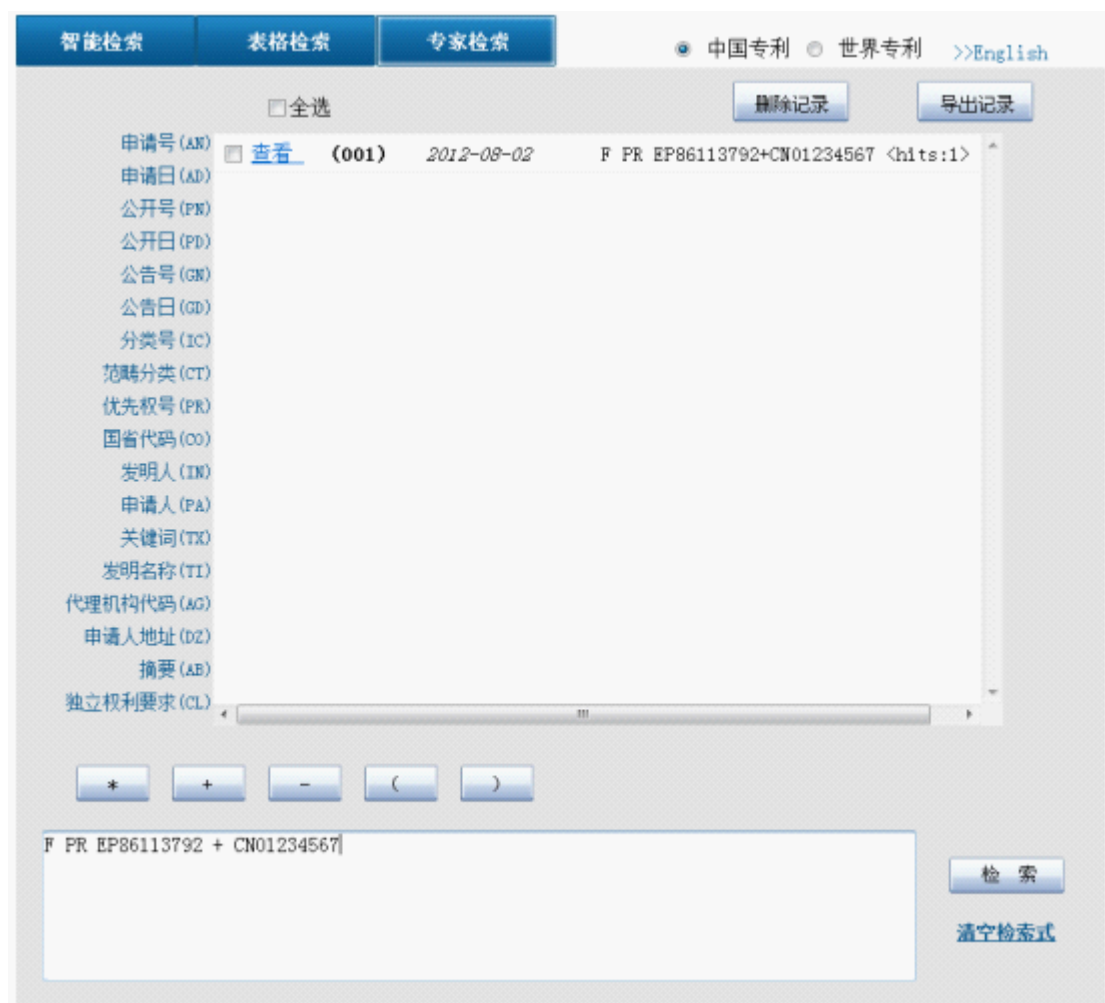 智能检索 表格检索 专家检索 中国专利 世界专利 >>English
全选 删除记录 导出记录
申请号(AN)
查看 (001) 2012-08-02 F PR EP86113792+CN01234567 <hits:1>
申请日(AD)
公开号(PN)
公开日(PD)
公告号(GN)
公告日(GD)
分类号(IC)
范畴分类(CT)
优先权号(PR)
国省代码(CO)
发明人(IN)
申请人(PA)
关键词(TX)
发明名称(TI)
代理机构代码(AG)
申请人地址(DZ)
摘要(AB)
独立权利要求(CL)
* + - ( )
F PR EP86113792 + CN01234567
检 索
清空检索式